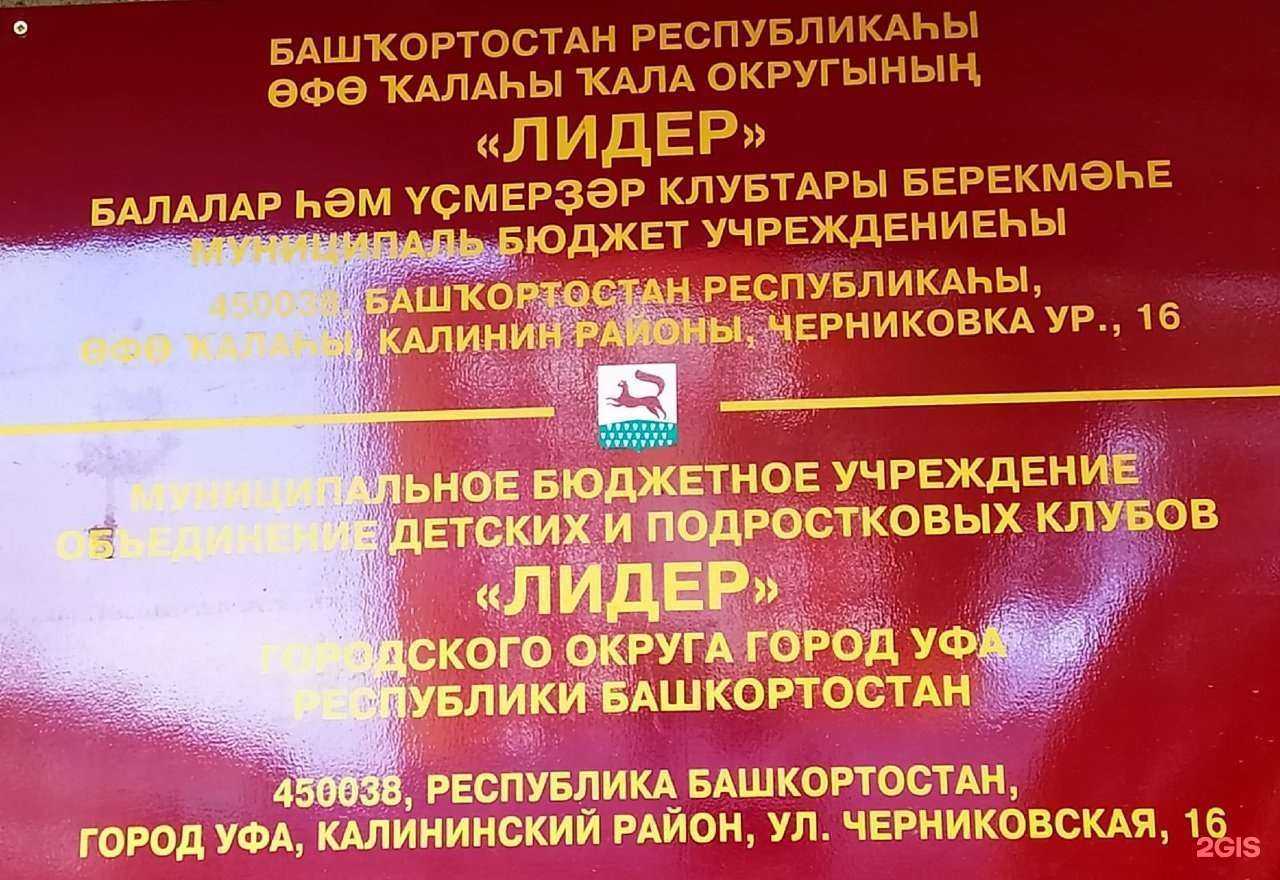 БАШҠОРТОСТАН РЕСПУБЛИКАҺЫ
ӨФӨ ҠАЛАҺЫ ҠАЛА ОКРУГЫНЫҢ
«ЛИДЕР»
БАЛАЛАР ҺӘМ ҮҪМЕРҘӘР КЛУБТАРЫ БЕРЕКМӘҺЕ
МУНИЦИПАЛЬ БЮДЖЕТ УЧРЕЖДЕНИЕҺЫ
450038, БАШҠОРТОСТАН РЕСПУБЛИКАҺЫ,
ӨФӨ ҠАЛАҺЫ, КАЛИНИН РАЙОНЫ, ЧЕРНИКОВКА УР., 16
МУНИЦИПАЛЬНОЕ БЮДЖЕТНОЕ УЧРЕЖДЕНИЕ
ОБЪЕДИНЕНИЕ ДЕТСКИХ И ПОДРОСТКОВЫХ КЛУБОВ
«ЛИДЕР»
ГОРОДСКОГО ОКРУГА ГОРОД УФА
РЕСПУБЛИКИ БАШКОРТОСТАН
450038, РЕСПУБЛИКА БАШКОРТОСТАН,
ГОРОД УФА, КАЛИНИНСКИЙ РАЙОН, УЛ. ЧЕРНИКОВСКАЯ, 16
2GIS